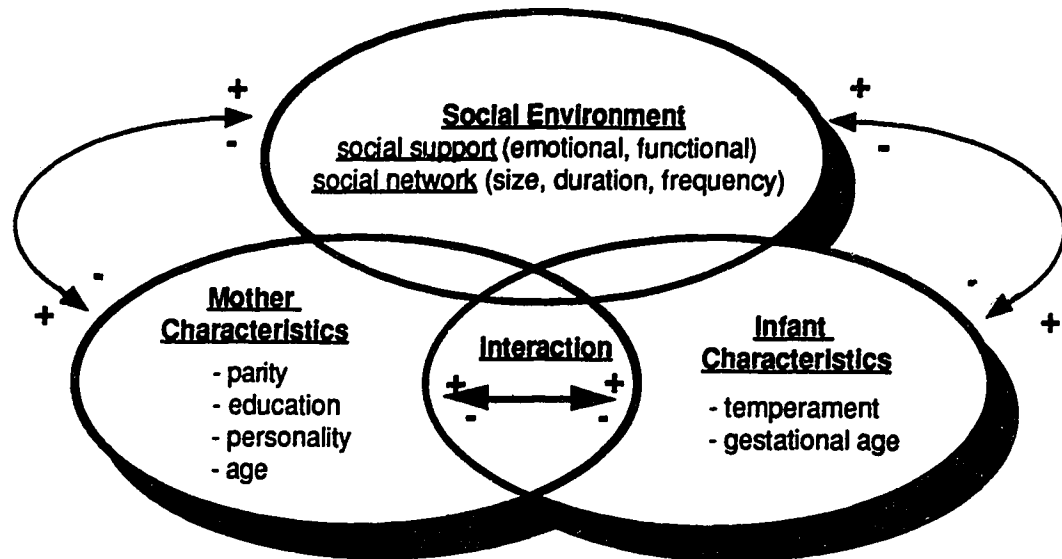 + +
Social Environment
- -
social support (emotional, functional)
social network (size, duration, frequency)
- -
+ +
Mother
Characteristics
- parity
- education
- personality
- age
Interaction
+ +
- -
Infant
Characteristics
- temperament
- gestational age